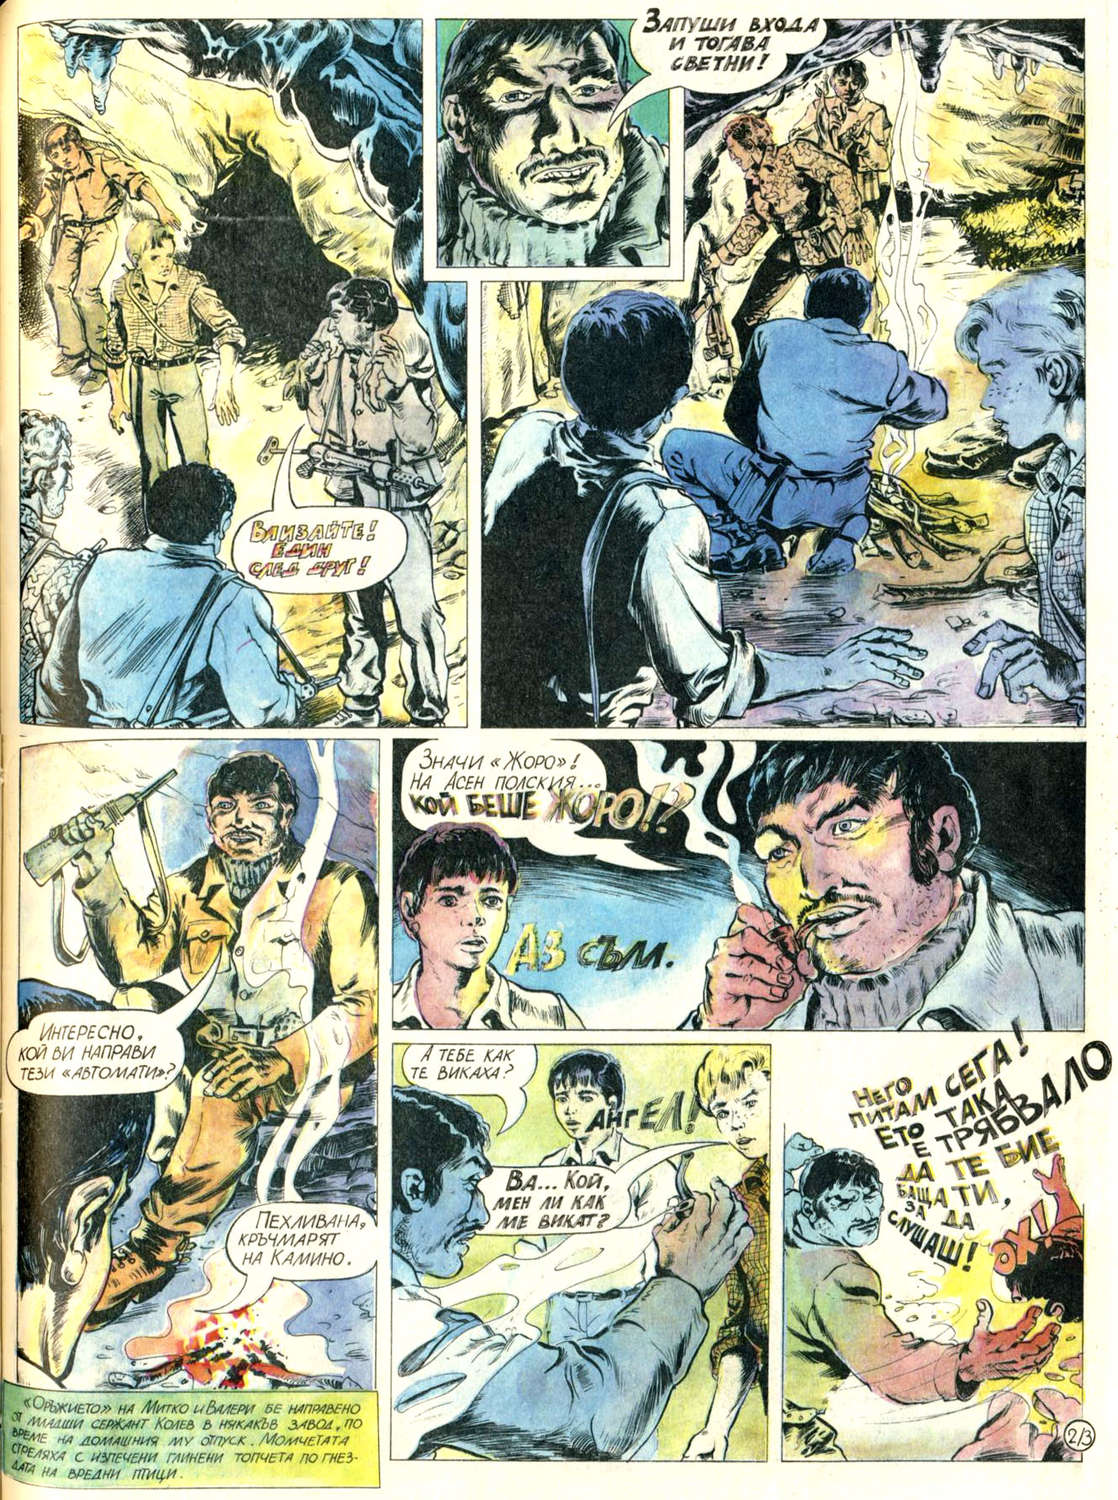 Влизайте!
Един
след друг!
Запуши входа
и тогава
светни!
Интересно,
кой ви направи
тези «автомати»?
Пехливана,
кръчмарят
на Камино.
«Оръжието» на Митко и Валери бе направено
от младши сержант Колев в някакъв завод, по
време на домашния му отпуск. Момчетата
стреляха с изпечени глинени топчета по гнез-
дата на вредни птици.
Значи «Жоро»!
на Асен полския...
кой беше Жоро!?
Аз съм.
А тебе как
те викаха?
Ангел!
Ва... Кой,
мен ли как
ме викат?
Него
питам сега!
Ето така
е трябвало
да те бие
баща ти,
за да
слушаш!
Ох!
2/3